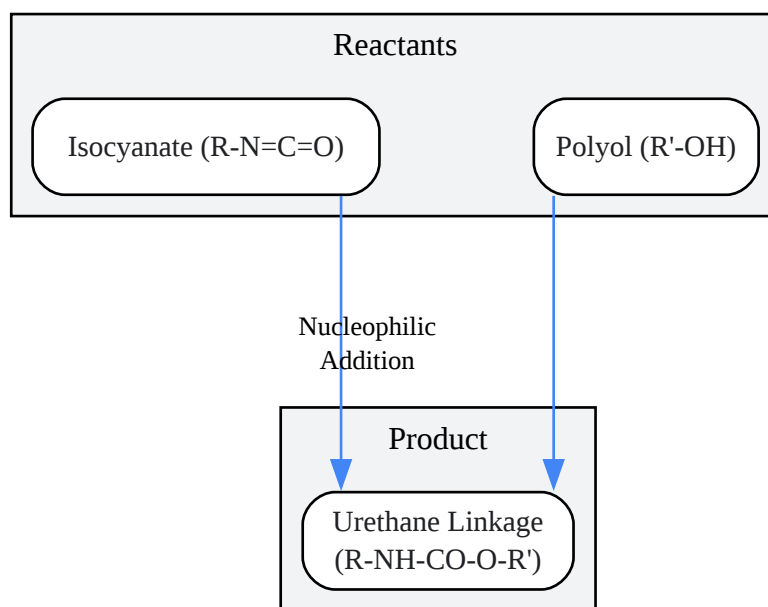 Reactants
Isocyanate (R-N=C=O)
Polyol (R'-OH)
Nucleophilic
Addition
Product
Urethane Linkage
(R-NH-CO-O-R')